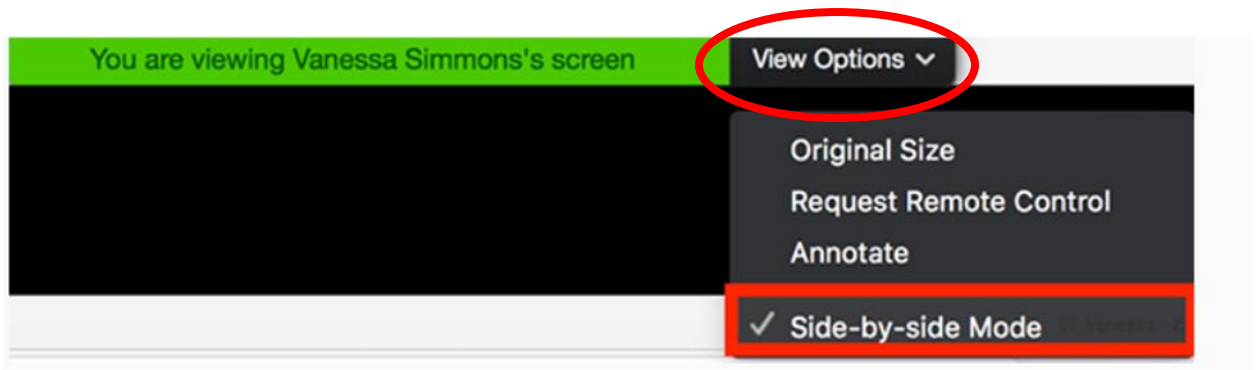 You are viewing Vanessa Simmons's screen
View Options
Original Size
Request Remote Control
Annotate
Side-by-side Mode